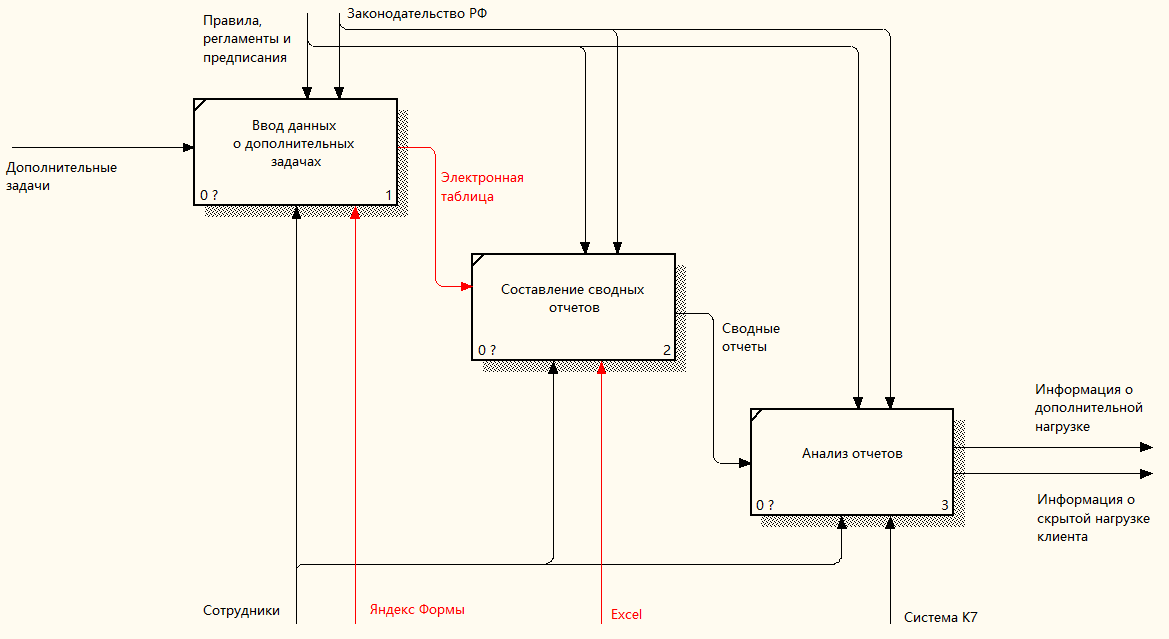 Правила,
регламенты и
предписания
Законодательство РФ
Ввод данных
о дополнительных
задачах
0 ?
1
Дополнительные
задачи
Электронная
таблица
Составление сводных
отчетов
0 ?
2
Сводные
отчеты
Информация о
дополнительной
нагрузке
Анализ отчетов
0 ?
3
Информация о
скрытой нагрузке
клиента
Сотрудники
Яндекс Формы
Excel
Система К7